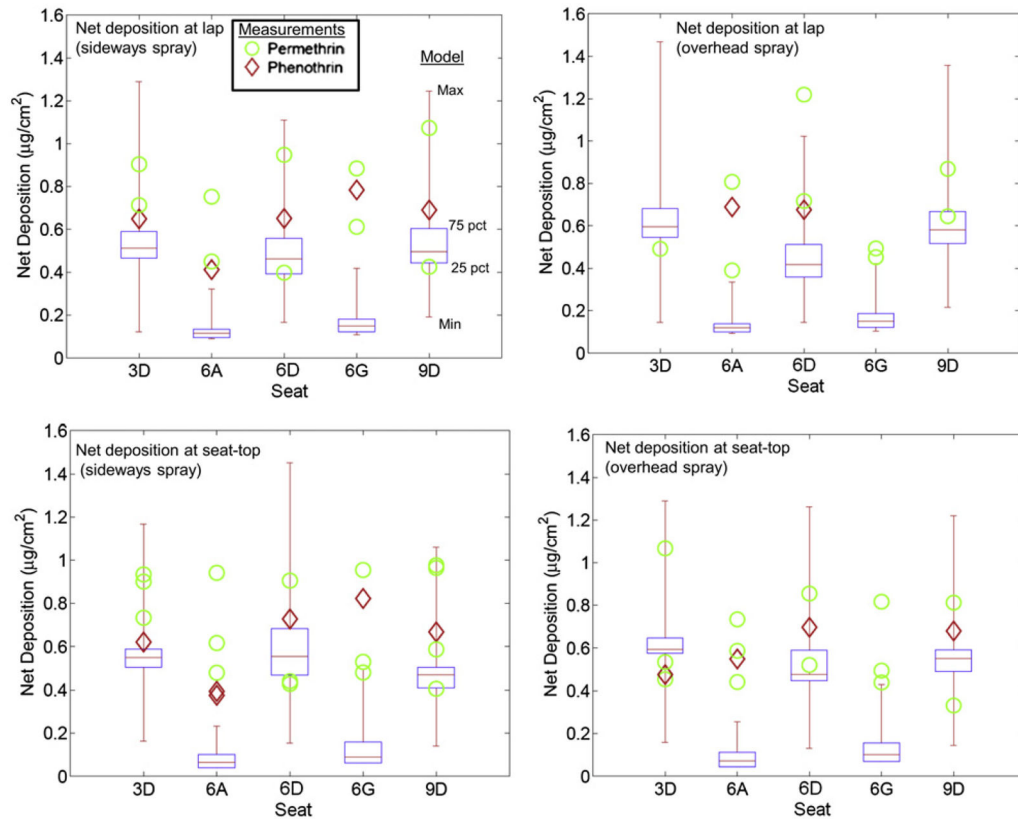 Net deposition at lap
(sideways spray)
Measurements
Permethrin
Phenothrin
Model
Max
75 pct
25 pct
Min
Net Deposition (µg/cm²)
1.6
1.4
1.2
1
0.8
0.6
0.4
0.2
0
3D 6A 6D 6G 9D
Seat
Net deposition at lap
(overhead spray)
Net Deposition (µg/cm²)
1.6
1.4
1.2
1
0.8
0.6
0.4
0.2
0
3D 6A 6D 6G 9D
Seat
Net deposition at seat-top
(sideways spray)
Net Deposition (µg/cm²)
1.6
1.4
1.2
1
0.8
0.6
0.4
0.2
0
3D 6A 6D 6G 9D
Seat
Net deposition at seat-top
(overhead spray)
Net Deposition (µg/cm²)
1.6
1.4
1.2
1
0.8
0.6
0.4
0.2
0
3D 6A 6D 6G 9D
Seat